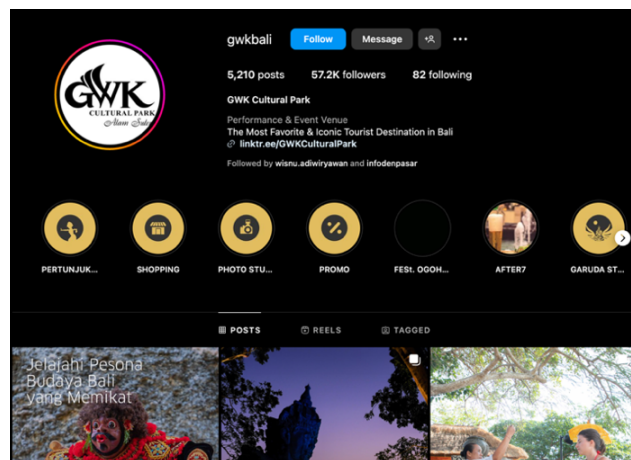 gwkbali Follow Message
5,210 posts 57.2K followers 82 following
GWK Cultural Park
Performance & Event Venue
The Most Favorite & Iconic Tourist Destination in Bali
linktr.ee/GWKCulturalPark
Followed by wisnu.adiwiryawan and infodenpasar
GWK
CULTURAL PARK
Alam Sutera
PERTUNJUK... SHOPPING PHOTO STU... PROMO FESt. OGOH... AFTER7 GARUDA ST...
POSTS REELS TAGGED
Jelajahi Pesona
Budaya Bali
yang Memikat